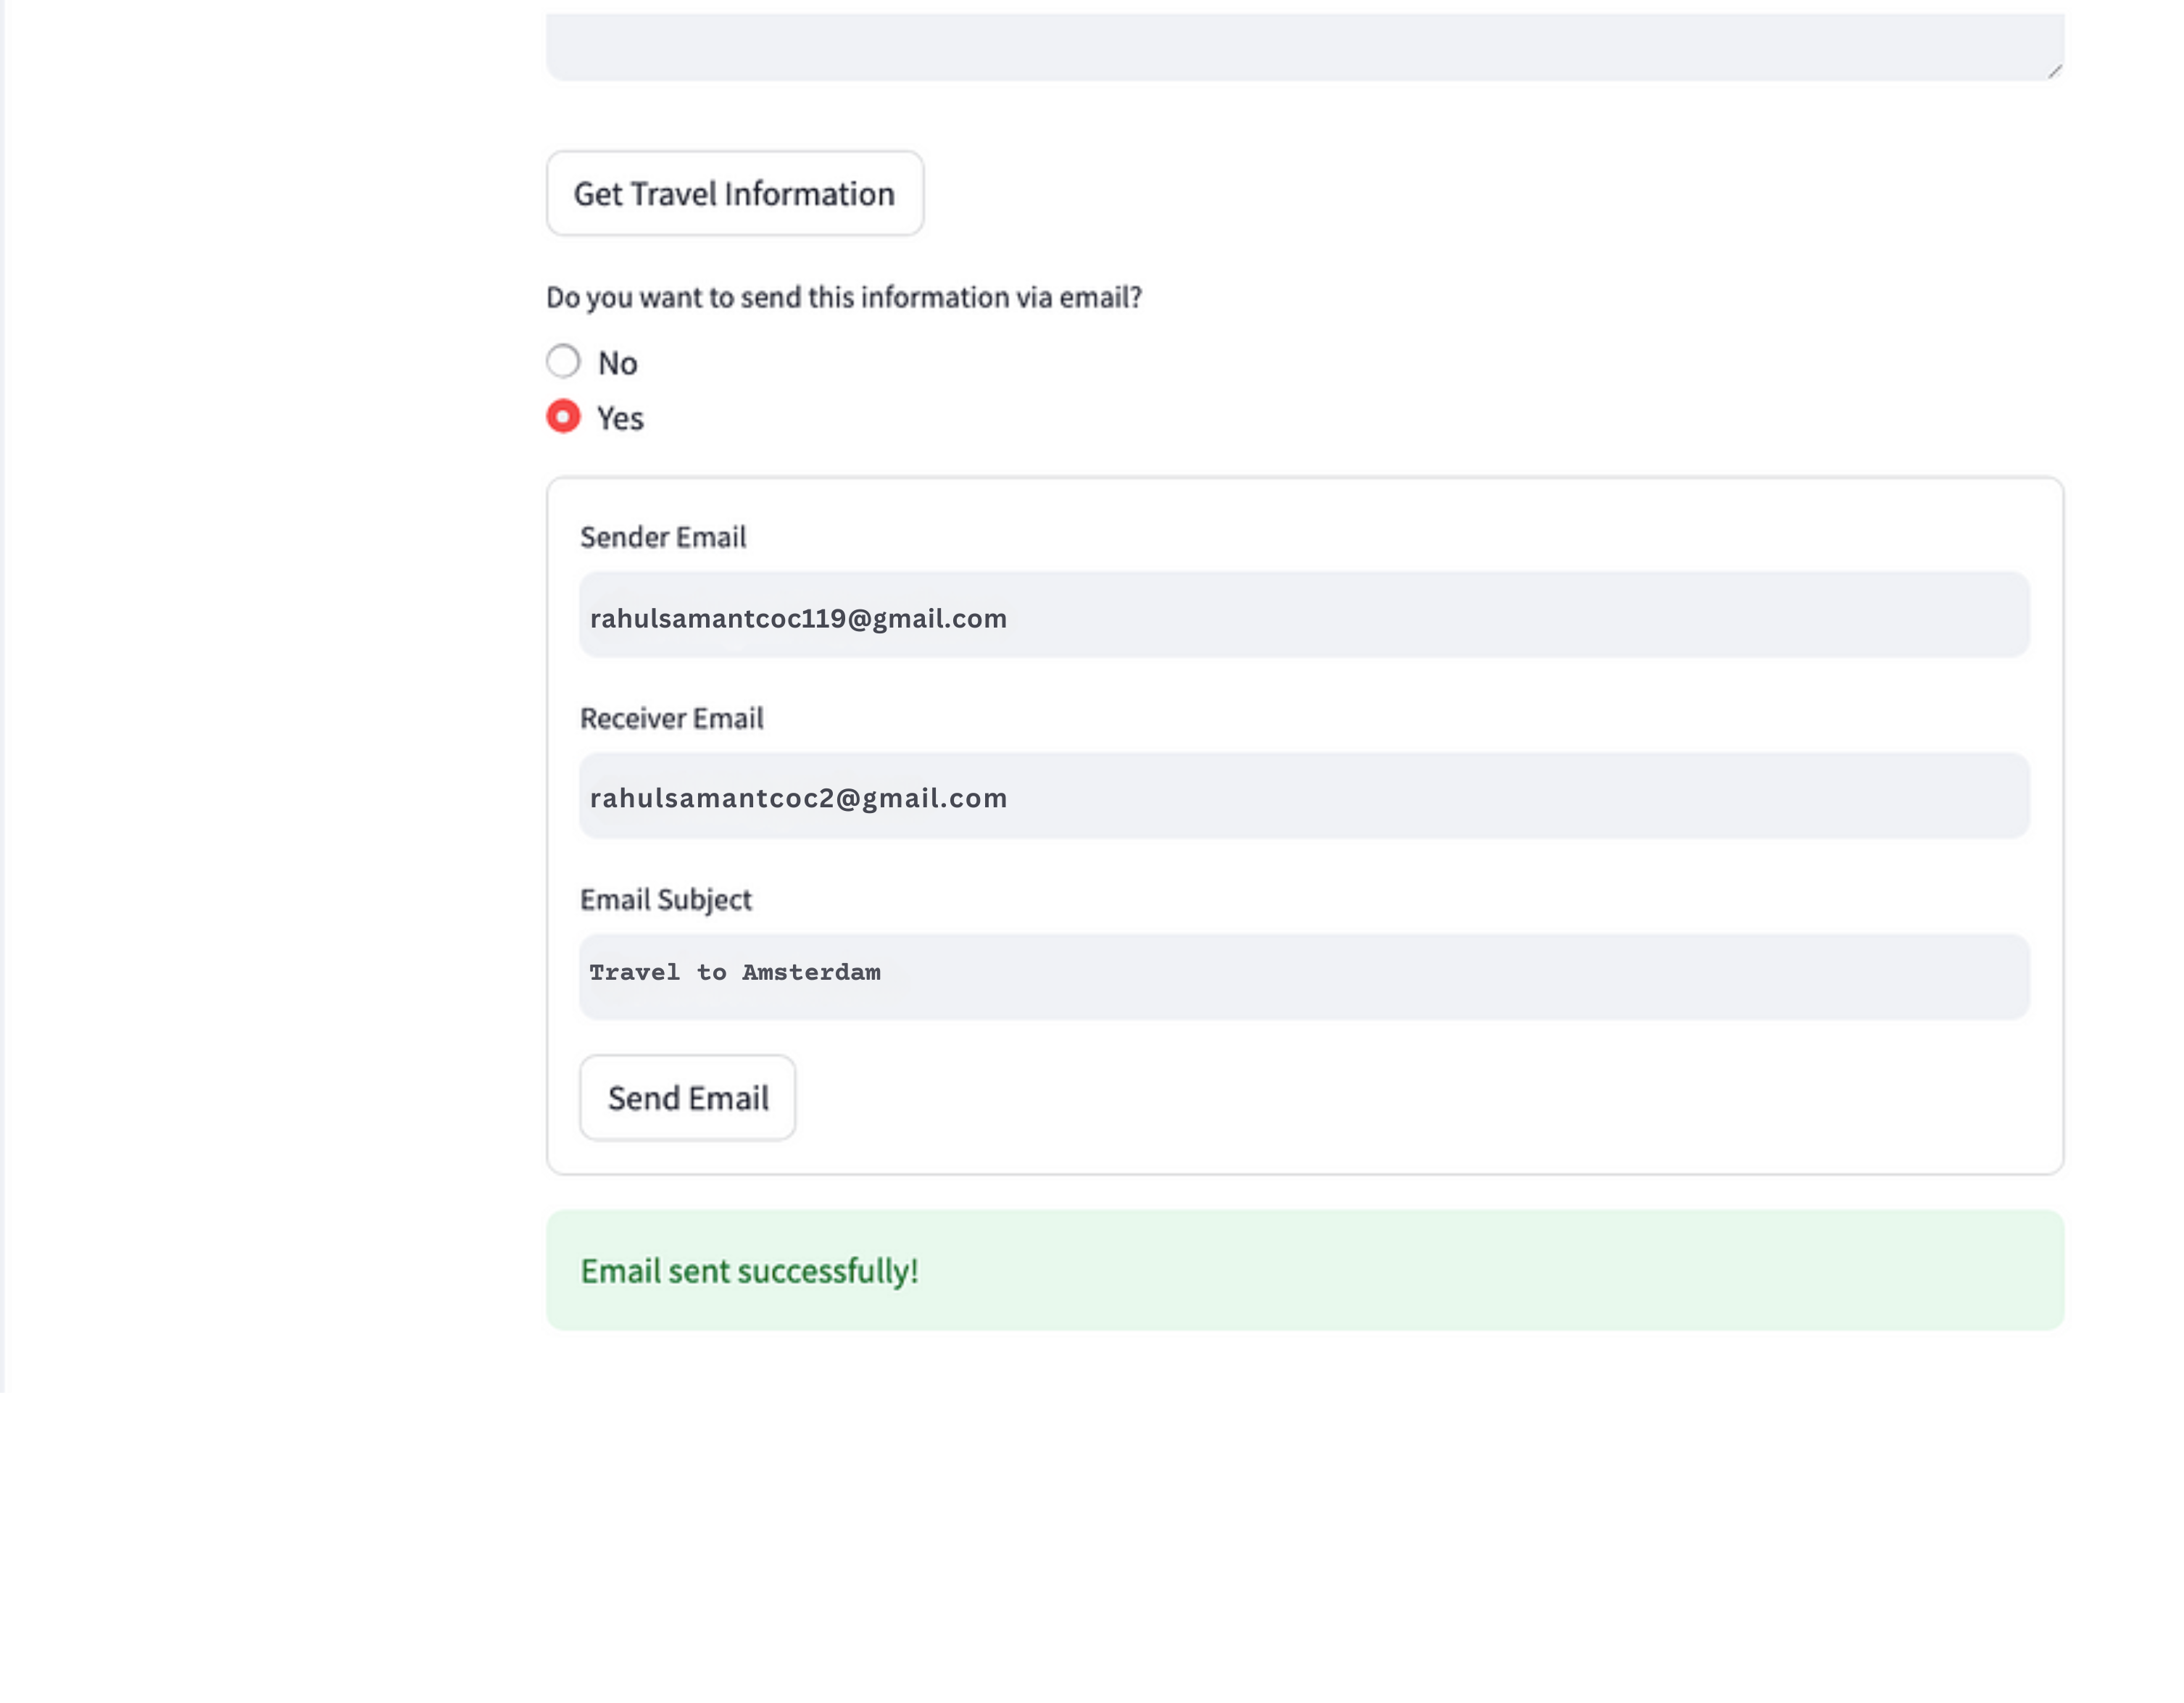 Get Travel Information
Do you want to send this information via email?
No
Yes
Sender Email
rahulsamantcoc119@gmail.com
Receiver Email
rahulsamantcoc2@gmail.com
Email Subject
Travel to Amsterdam
Send Email
Email sent successfully!